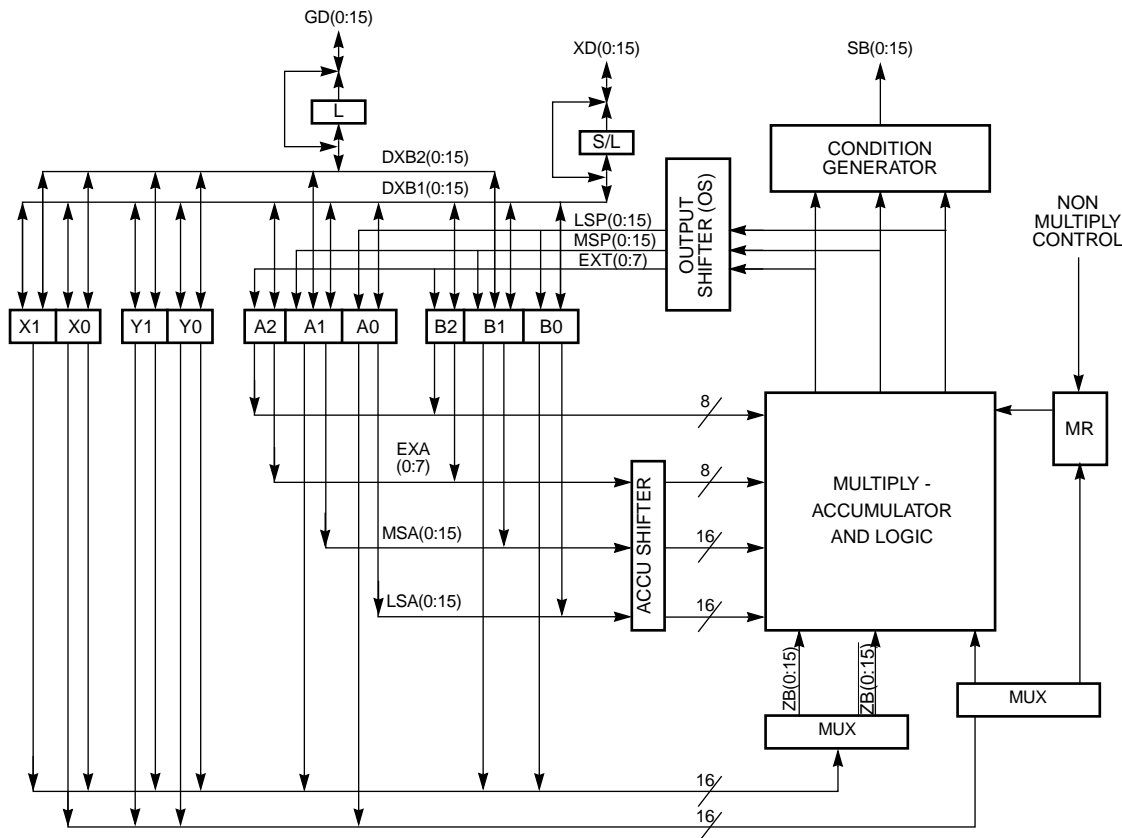 GD(0:15)
XD(0:15)
SB(0:15)
L
S/L
CONDITION
GENERATOR
DXB2(0:15)
DXB1(0:15)
OUTPUT
SHIFTER (OS)
LSP(0:15)
MSP(0:15)
EXT(0:7)
NON
MULTIPLY
CONTROL
X1
X0
Y1
Y0
A2
A1
A0
B2
B1
B0
8
MR
EXA
(0:7)
8
ACCU SHIFTER
MULTIPLY -
ACCUMULATOR
AND LOGIC
MSA(0:15)
16
LSA(0:15)
16
ZB(0:15)
ZB(0:15)
MUX
MUX
16
16